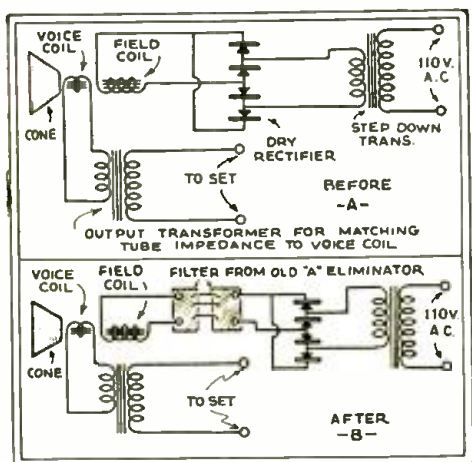 VOICE
COIL
FIELD
COIL
110V.
A.C
CONE
DRY
RECTIFIER
STEP DOWN
TRANS.
TO SET
BEFORE
-A-
OUTPUT TRANSFORMER FOR MATCHING
TUBE IMPEDANCE TO VOICE COIL
VOICE
COIL
FIELD
COIL
FILTER FROM OLD "A" ELIMINATOR
110V.
A.C.
CONE
TO SET
AFTER
-B-